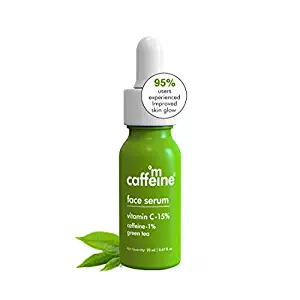 95%
users
experienced
Improved
skin glow
'm
caffeine
face serum
vitamin C-15%
caffeine-1%
green tea